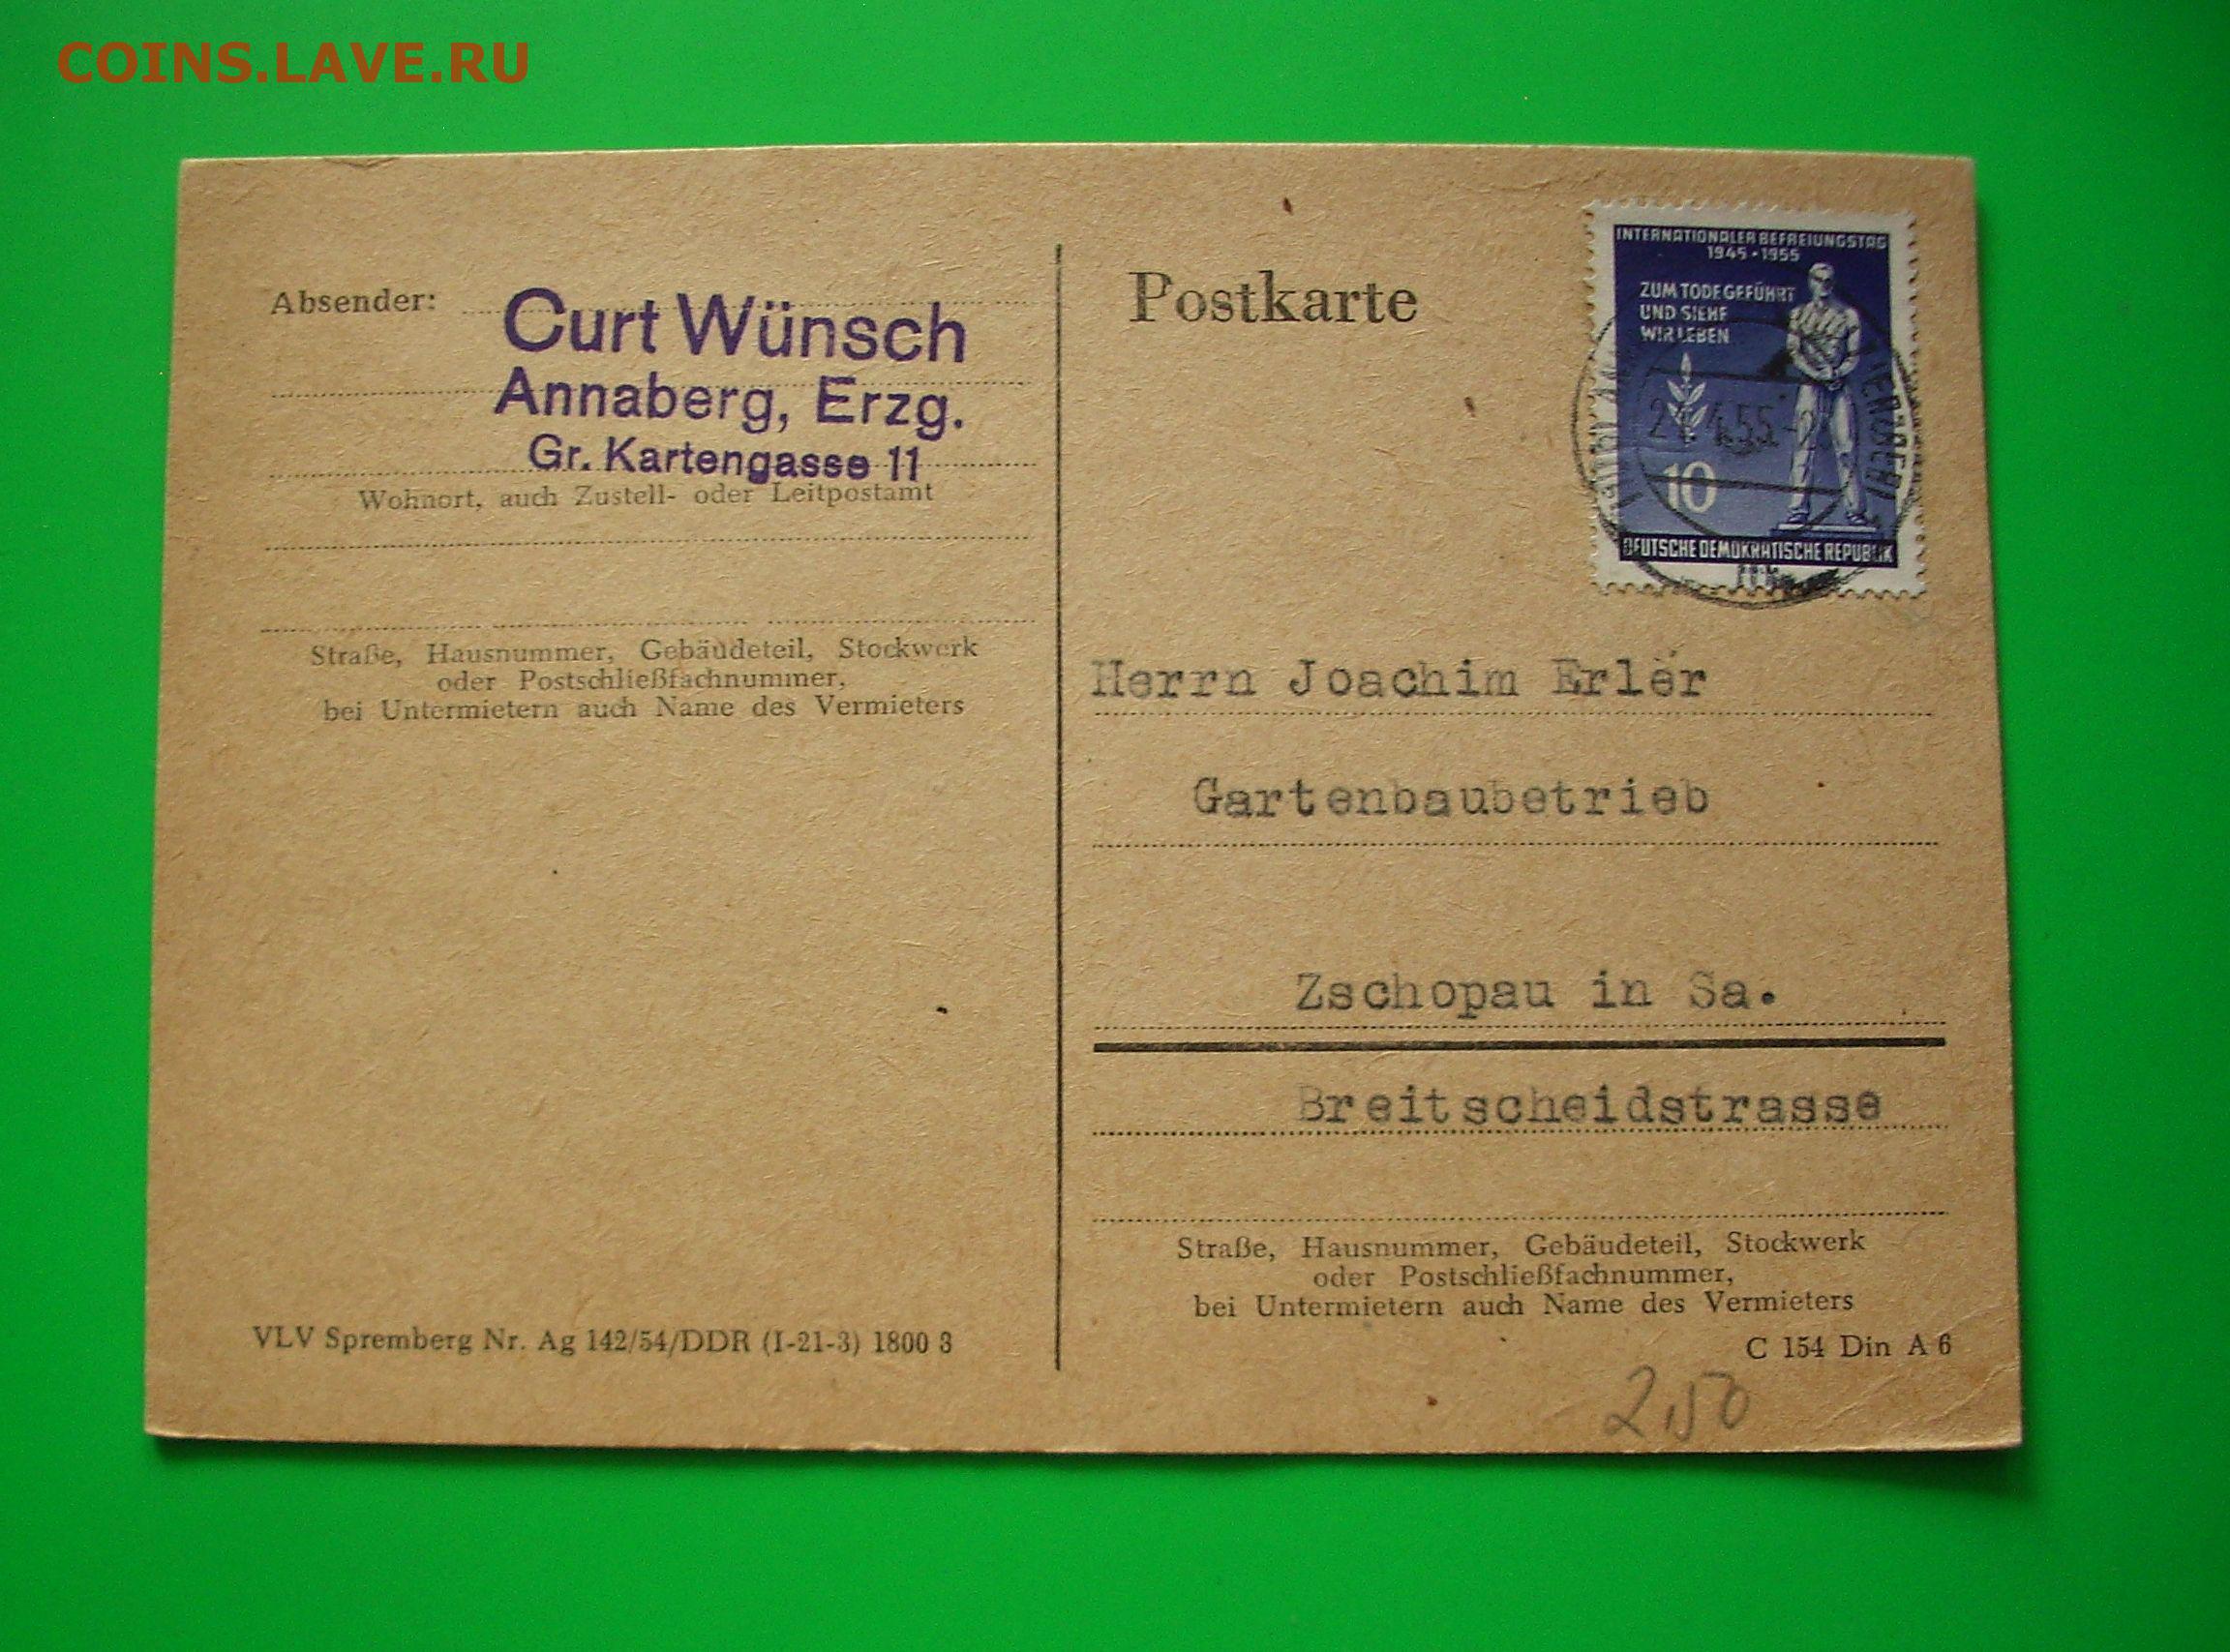 COINS.LAVE.RU
Absender:
Curt Wünsch
Annaberg, Erzg.
Gr. Kartengasse 11
Wohnort, auch Zustell- oder Leitpostamt
Straße, Hausnummer, Gebäudeteil, Stockwerk
oder Postschließfachnummer,
bei Untermietern auch Name des Vermieters
VLV Spremberg Nr. Ag 142/54/DDR (I-21-3) 1800 3
Postkarte
INTERNATIONALER BEFREIUNGSTAG
1945·1955
ZUM TODE GEFÜHRT
UND SIEHE
WIR LEBEN
10
DEUTSCHE DEMOKRATISCHE REPUBLIK
Herrn Joachim Erler
Gartenbaubetrieb
Zschopau in Sa.
Breitscheidstrasse
Straße, Hausnummer, Gebäudeteil, Stockwerk
oder Postschließfachnummer,
bei Untermietern auch Name des Vermieters
C 154 Din A 6
2,50